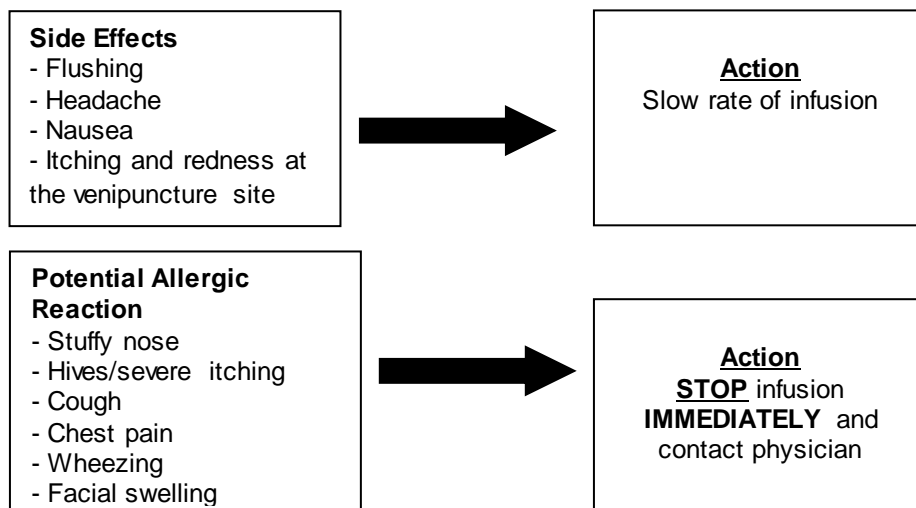 Side Effects
- Flushing
- Headache
- Nausea
- Itching and redness at
the venipuncture site
Action
Slow rate of infusion
Potential Allergic
Reaction
- Stuffy nose
- Hives/severe itching
- Cough
- Chest pain
- Wheezing
- Facial swelling
Action
STOP infusion
IMMEDIATELY and
contact physician